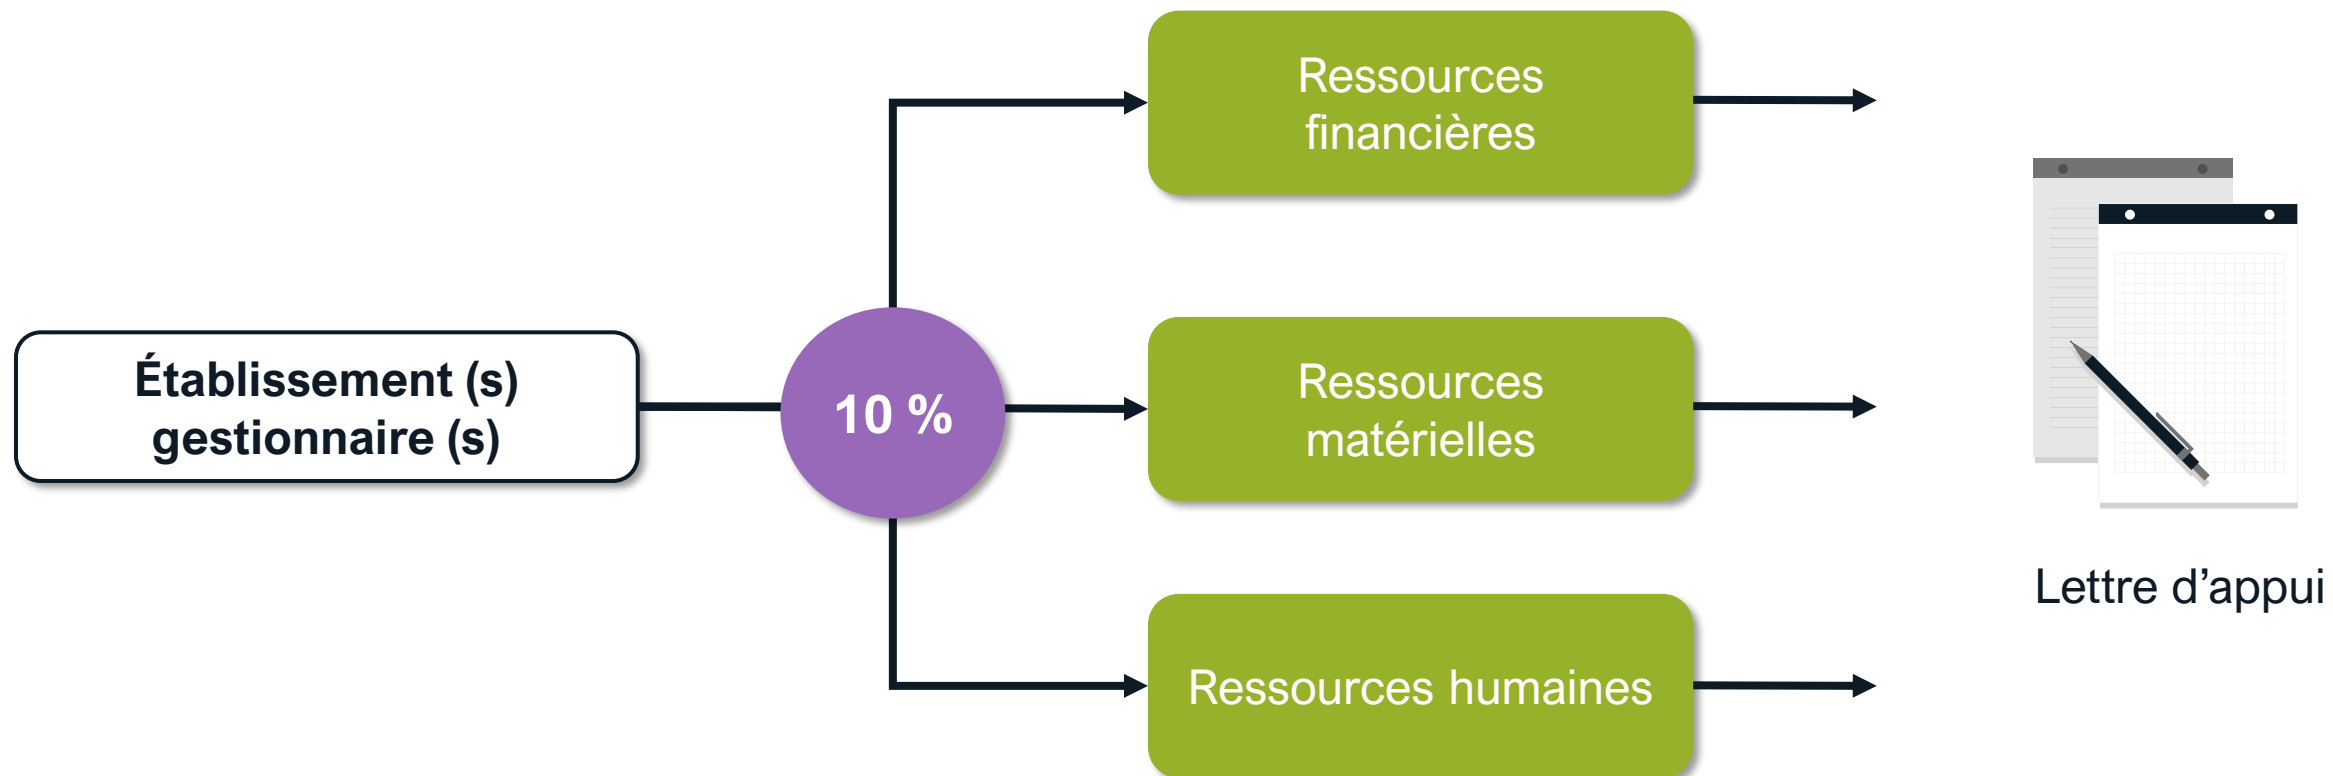 Établissement (s)
gestionnaire (s)
10 %
Ressources
financières
Ressources
matérielles
Ressources humaines
Lettre d’appui